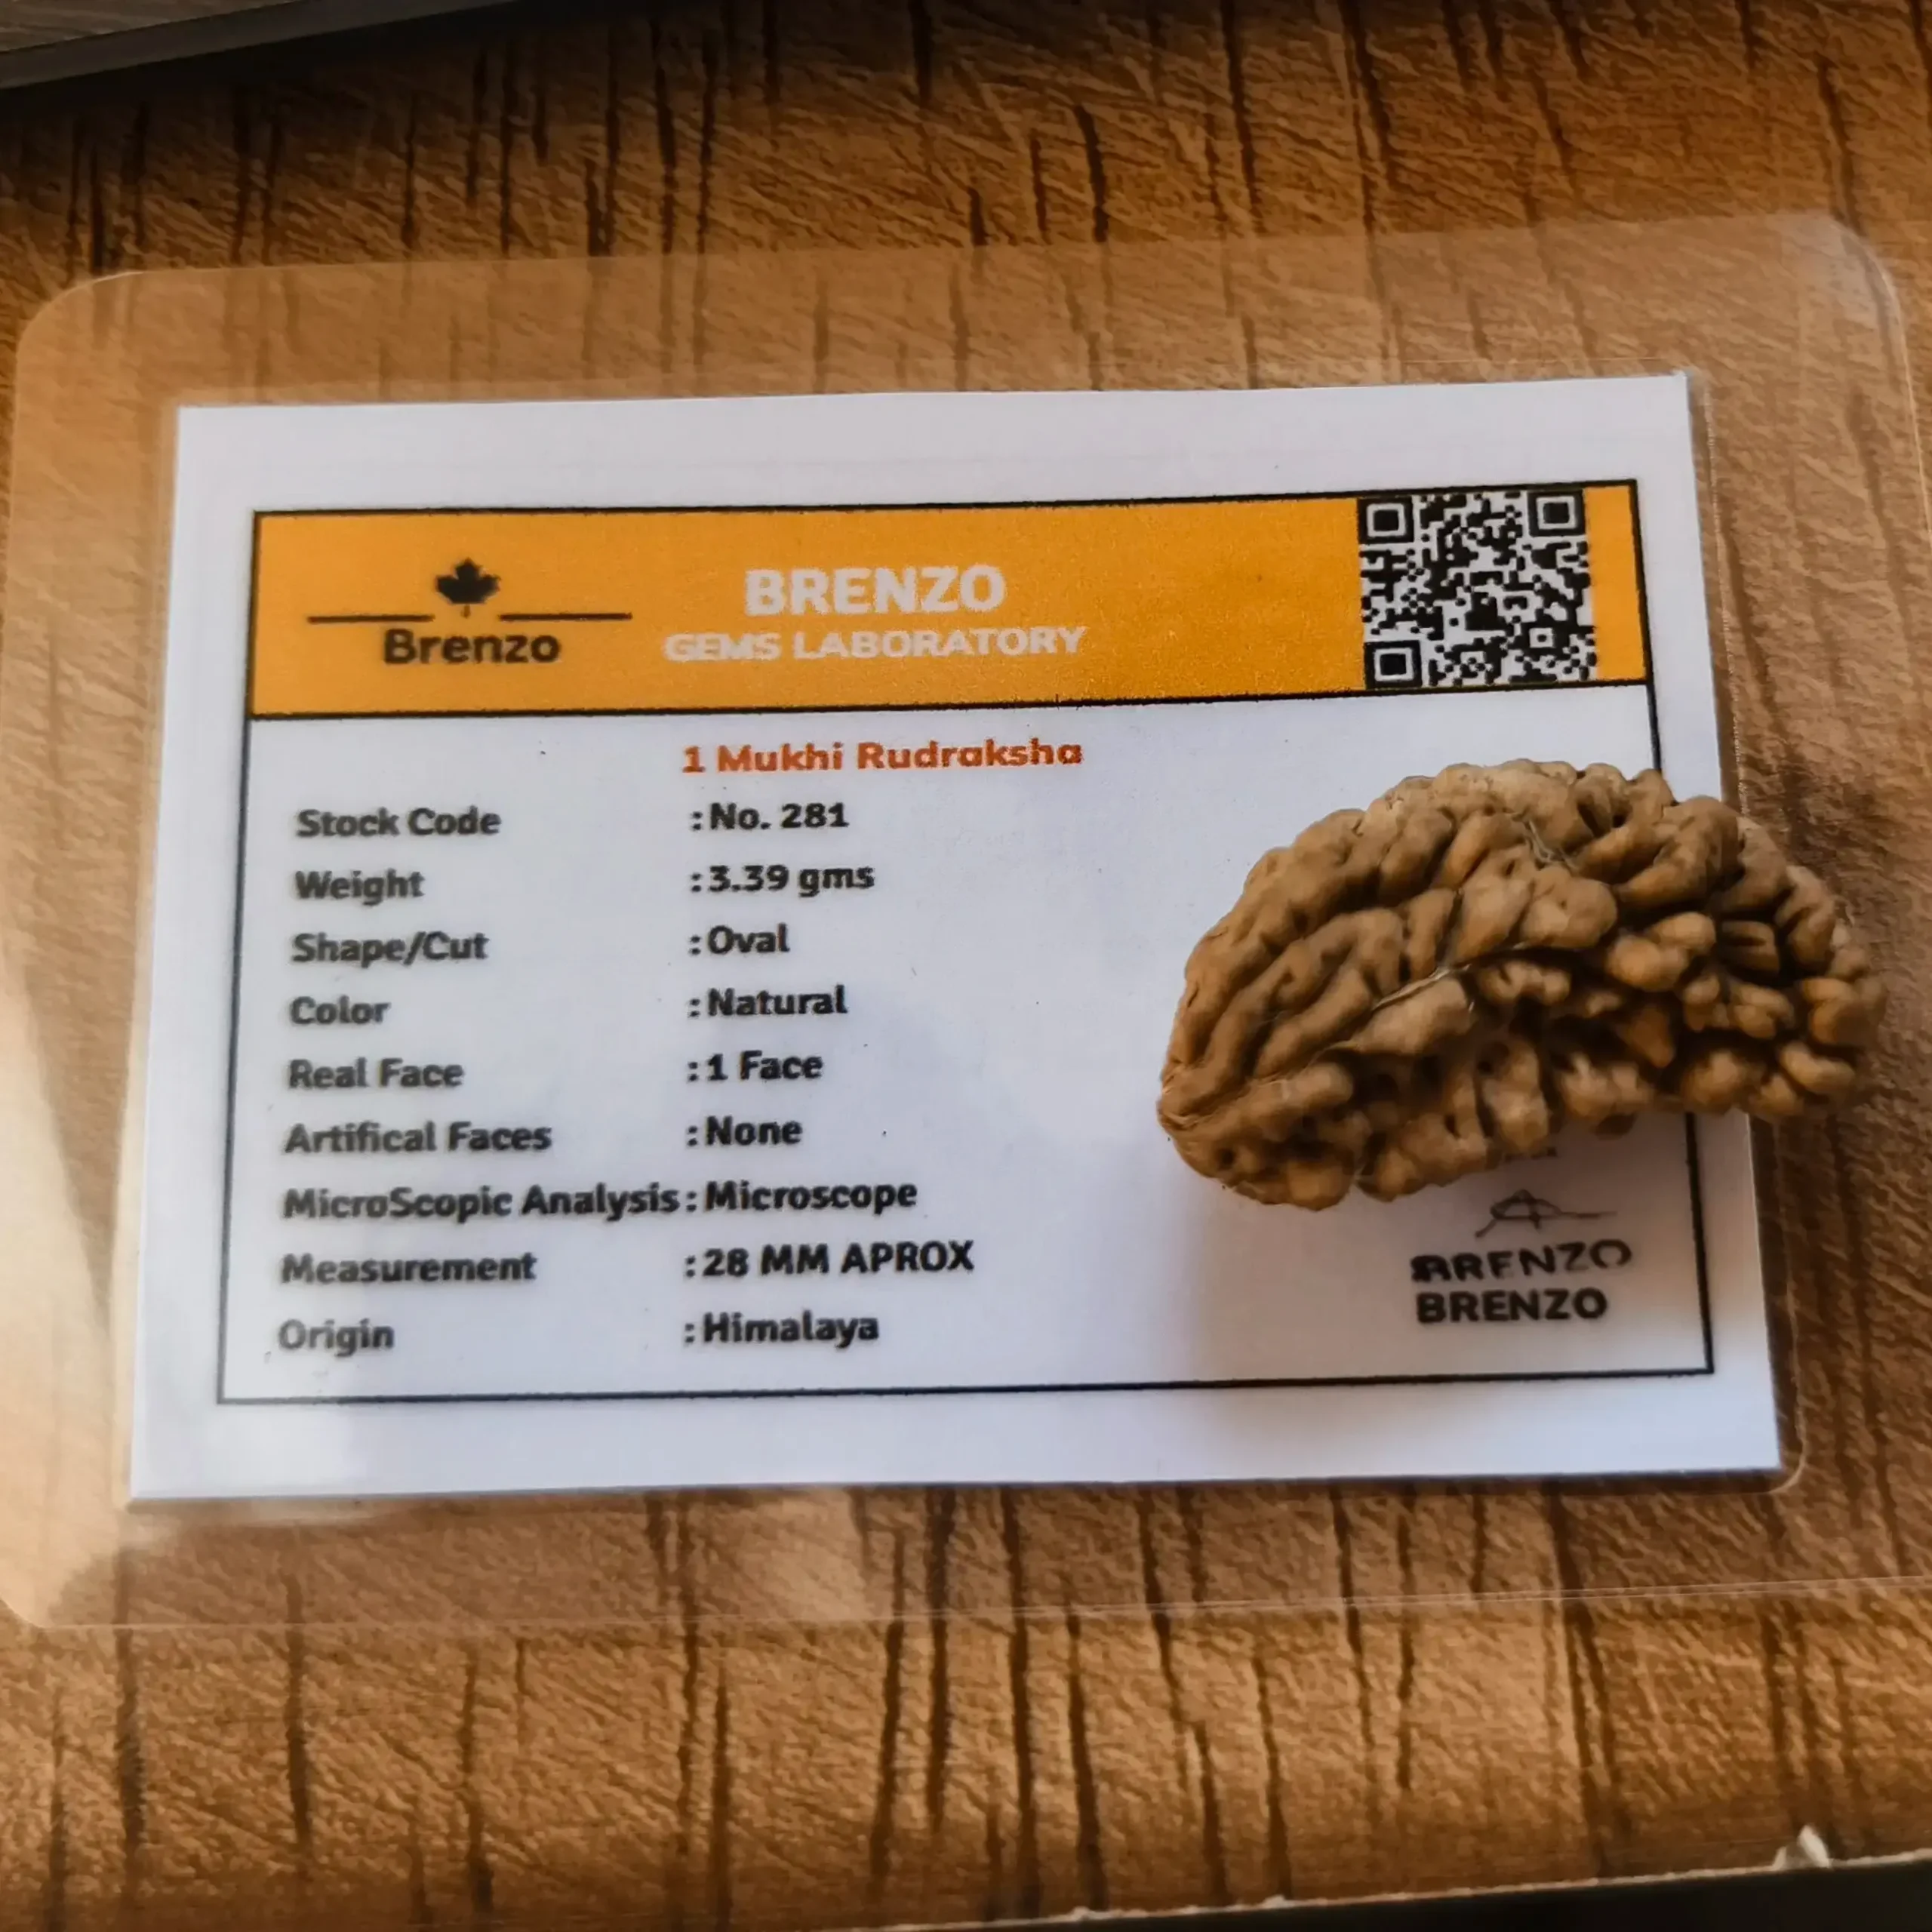 Brenzo
BRENZO
GEMS LABORATORY
1 Mukhi Rudraksha
Stock Code : No. 281
Weight : 3.39 gms
Shape/Cut : Oval
Color : Natural
Real Face : 1 Face
Artifical Faces : None
MicroScopic Analysis : Microscope
Measurement : 28 MM APROX
Origin : Himalaya
BRENZO
BRENZO